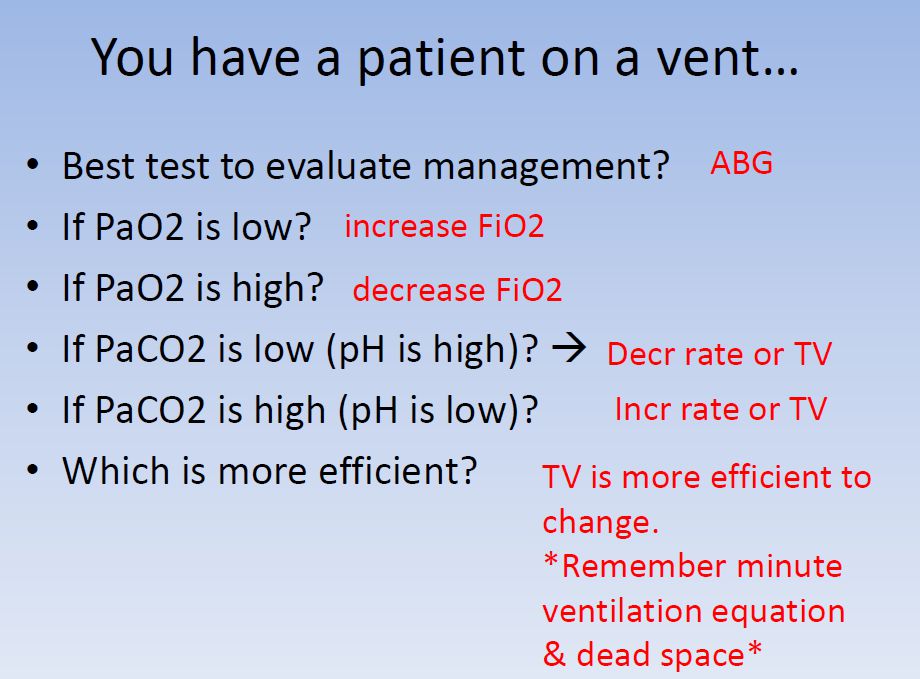 You have a patient on a vent...
• Best test to evaluate management? ABG
• If PaO2 is low? increase FiO2
• If PaO2 is high? decrease FiO2
• If PaCO2 is low (pH is high)? → Decr rate or TV
• If PaCO2 is high (pH is low)? Incr rate or TV
• Which is more efficient? TV is more efficient to
change.
*Remember minute
ventilation equation
& dead space*